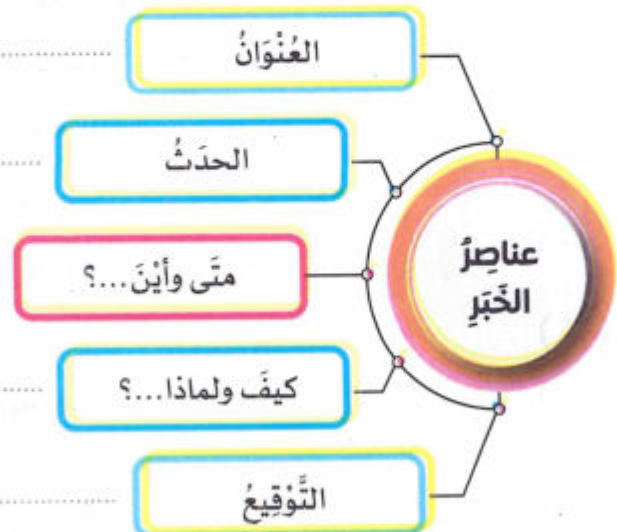 عناصِرُ
الخَبَرِ
العُنْوَانُ
الحدَثُ
متَى وأيْنَ...؟
كيفَ ولماذا...؟
التَّوْقِيعُ